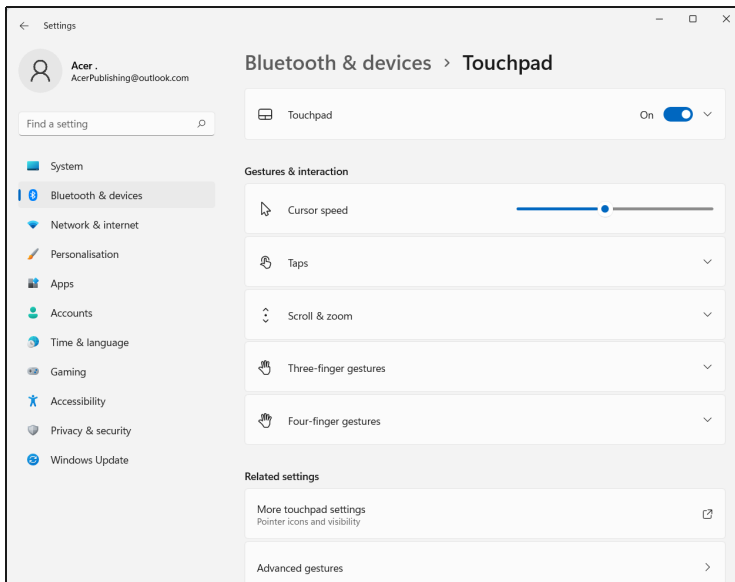 Settings
Acer .
AcerPublishing@outlook.com
Find a setting
System
Bluetooth & devices
Network & internet
Personalisation
Apps
Accounts
Time & language
Gaming
Accessibility
Privacy & security
Windows Update
Bluetooth & devices > Touchpad
Touchpad On
Gestures & interaction
Cursor speed
Taps
Scroll & zoom
Three-finger gestures
Four-finger gestures
Related settings
More touchpad settings
Pointer icons and visibility
Advanced gestures